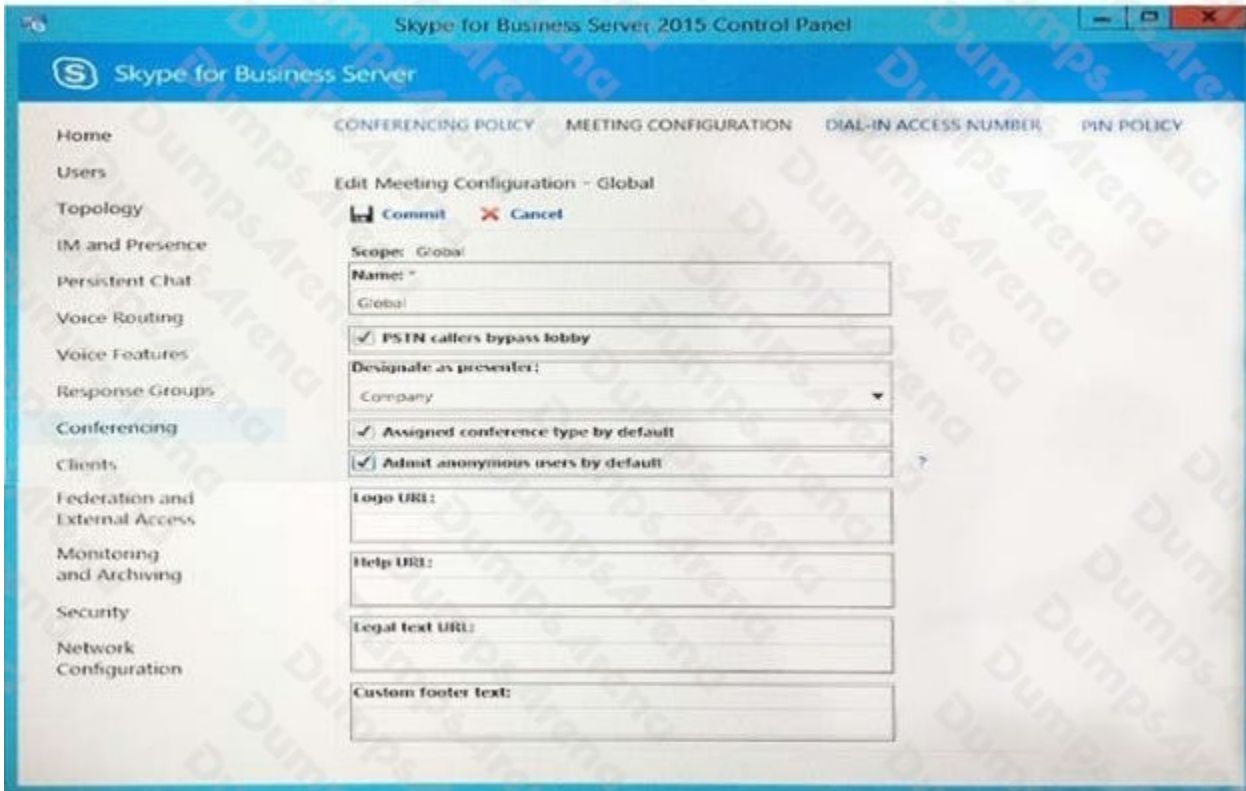 Skype for Business Server 2015 Control Panel
S Skype for Business Server
Home
Users
Topology
IM and Presence
Persistent Chat
Voice Routing
Voice Features
Response Groups
Conferencing
Clients
Federation and
External Access
Monitoring
and Archiving
Security
Network
Configuration
CONFERENCING POLICY MEETING CONFIGURATION DIAL-IN ACCESS NUMBER PIN POLICY
Edit Meeting Configuration - Global
Commit Cancel
Scope: Global
Name: *
Global
PSTN callers bypass lobby
Designate as presenter:
Company
Assigned conference type by default
Admit anonymous users by default ?
Logo URL:
Help URL:
Legal text URL:
Custom footer text:
DumpsArena